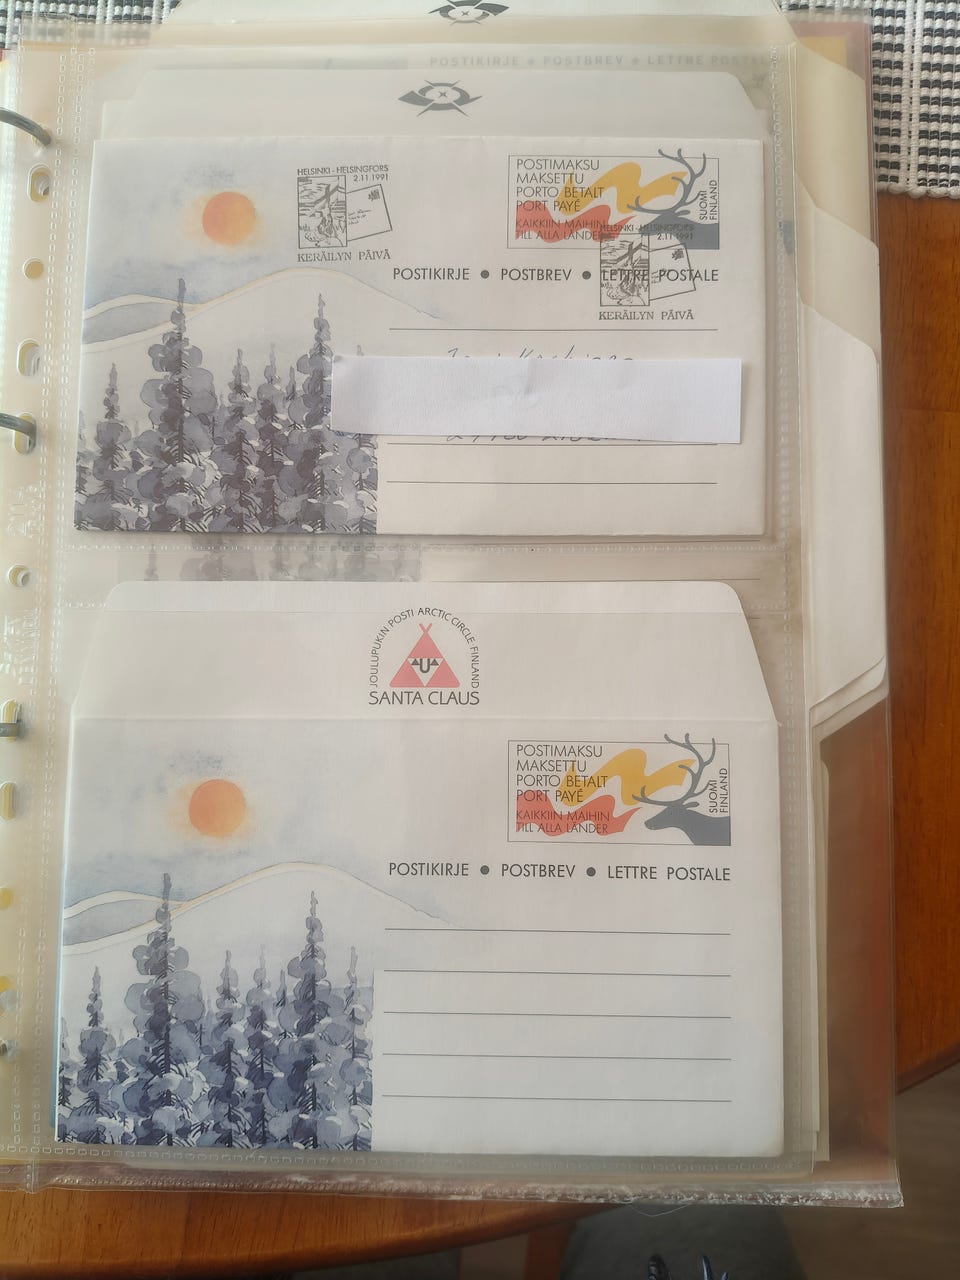 POSTIKIRJE ● POSTBREV ● LETTRE POSTALE
HELSINKI - HELSINGFORS
2.11.1991
KERÄILYN PÄIVÄ
POSTIMAKSU
MAKSETTU
PORTO BETALT
PORT PAYÉ
KAIKKIIN MAIHIN
TILL ALLA LÄNDER
SUOMI
FINLAND
HELSINKI - HELSINGFORS
2.11.1991
KERÄILYN PÄIVÄ
POSTIKIRJE ● POSTBREV ● LETTRE POSTALE
JOULUPUKIN POSTI ARCTIC CIRCLE·FINLAND
SANTA CLAUS
POSTIMAKSU
MAKSETTU
PORTO BETALT
PORT PAYÉ
KAIKKIIN MAIHIN
TILL ALLA LÄNDER
SUOMI
FINLAND
POSTIKIRJE ● POSTBREV ● LETTRE POSTALE